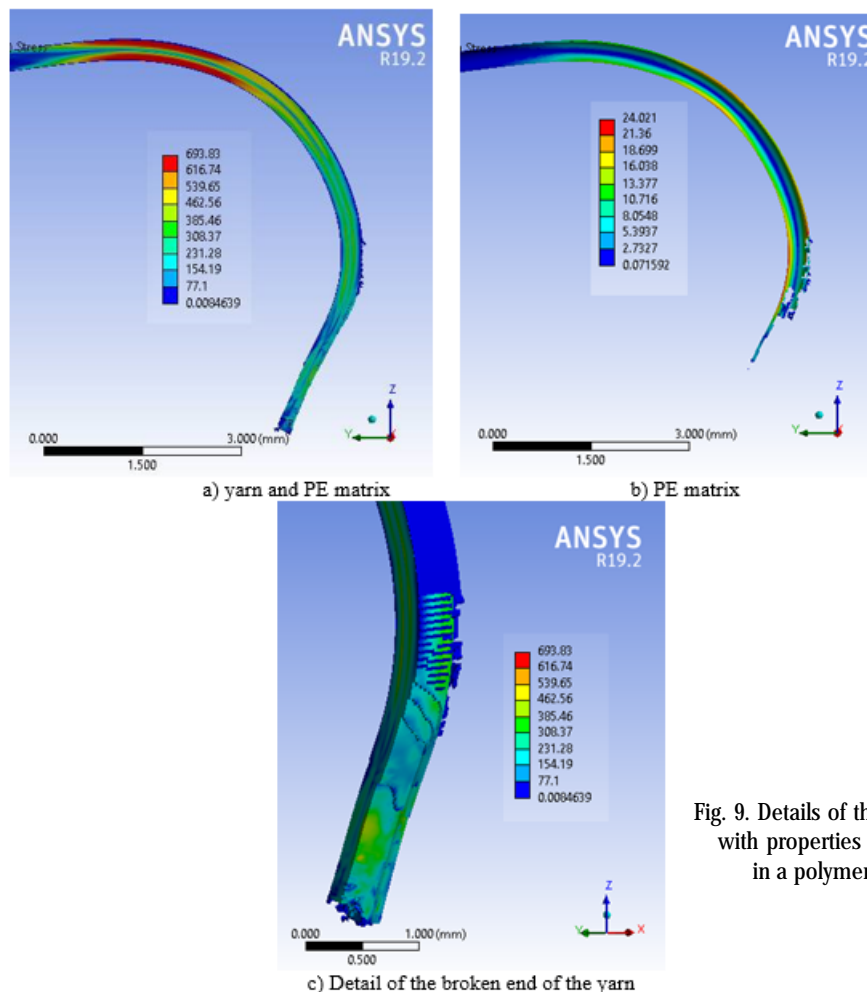 ANSYS
R19.2
693.83
616.74
539.65
462.56
385.46
308.37
231.28
154.19
77.1
0.0084639
Z
Y
X
0.000
3.000 (mm)
1.500
a) yarn and PE matrix
ANSYS
R19.2
24.021
21.36
18.699
16.038
13.377
10.716
8.0548
5.3937
2.7327
0.071592
Z
Y
0.000
3.000 (mm)
1.500
b) PE matrix
ANSYS
R19.2
693.83
616.74
539.65
462.56
385.46
308.37
231.28
154.19
77.1
0.0084639
Z
Y
X
0.000
1.000 (mm)
0.500
c) Detail of the broken end of the yarn
Fig. 9. Details of
with properties
in a polymer